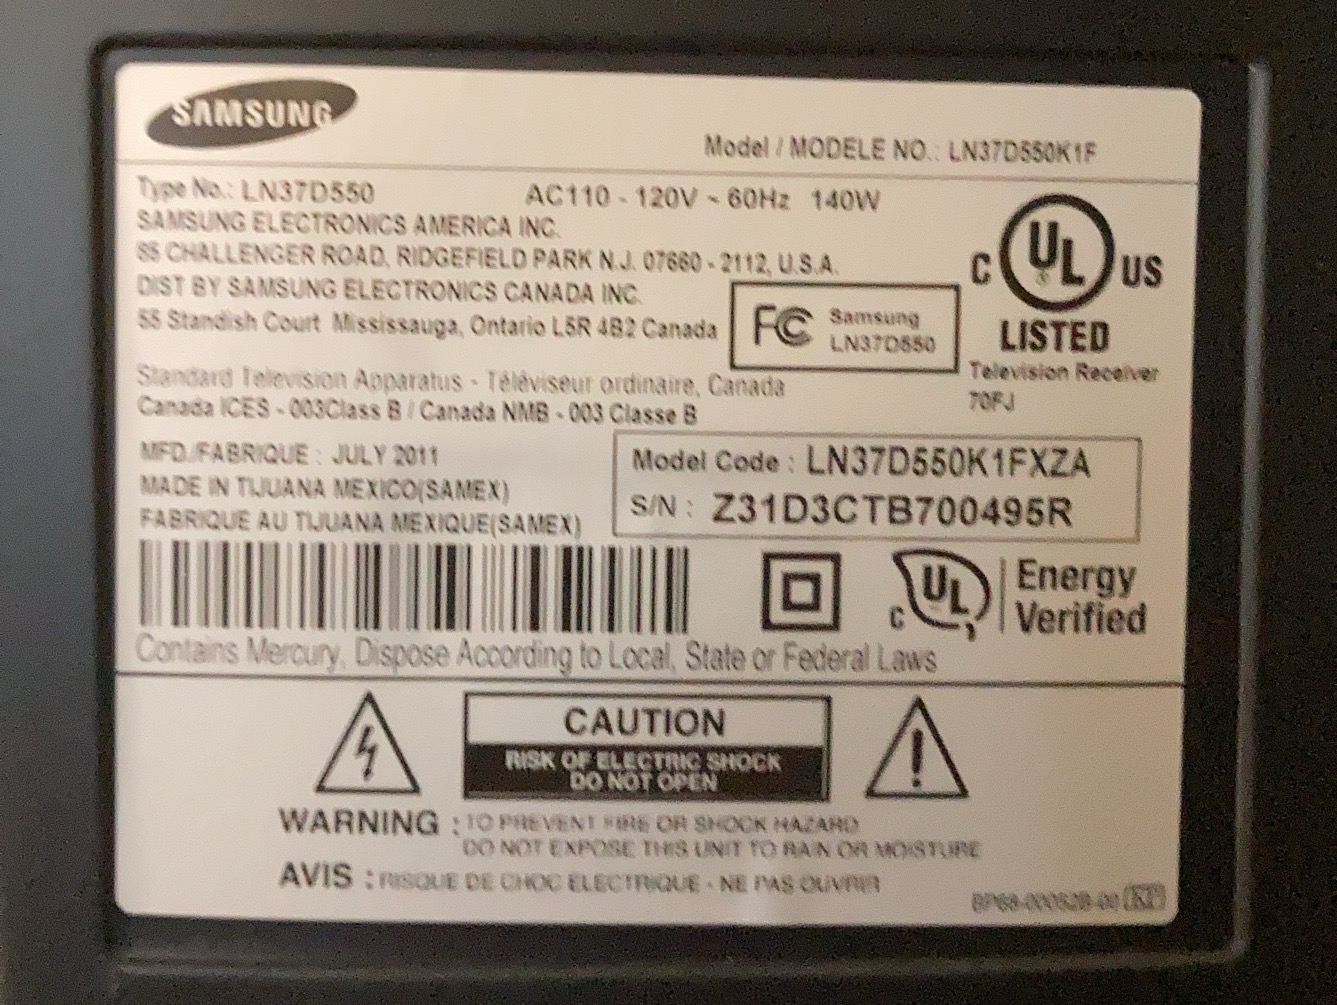 SAMSUNG
Model / MODELE NO.: LN37D550K1F
Type No.: LN37D550 AC110 - 120V ~ 60Hz 140W
SAMSUNG ELECTRONICS AMERICA INC.
85 CHALLENGER ROAD, RIDGEFIELD PARK N.J. 07660 - 2112, U.S.A.
DIST BY SAMSUNG ELECTRONICS CANADA INC.
55 Standish Court Mississauga, Ontario L5R 4B2 Canada
FC Samsung
LN37D550
C UL US
LISTED
Television Receiver
70FJ
Standard Television Apparatus - Téléviseur ordinaire, Canada
Canada ICES - 003Class B / Canada NMB - 003 Classe B
MFD./FABRIQUE : JULY 2011
MADE IN TIJUANA MEXICO(SAMEX)
FABRIQUE AU TIJUANA MEXIQUE(SAMEX)
Model Code : LN37D550K1FXZA
S/N : Z31D3CTB700495R
C UL Energy
Verified
Contains Mercury, Dispose According to Local, State or Federal Laws
CAUTION
RISK OF ELECTRIC SHOCK
DO NOT OPEN
WARNING : TO PREVENT FIRE OR SHOCK HAZARD
DO NOT EXPOSE THIS UNIT TO RAIN OR MOISTURE
AVIS : RISQUE DE CHOC ELECTRIQUE - NE PAS OUVRIR